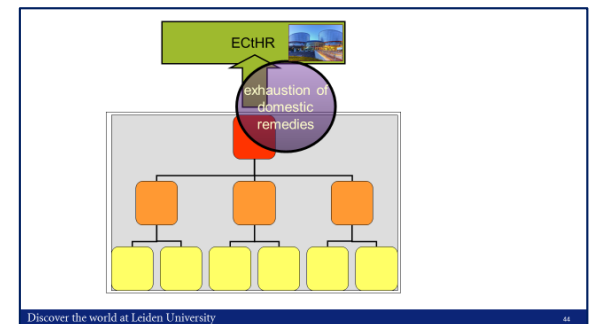 ECtHR
exhaustion of
domestic
remedies
Discover the world at Leiden University
44